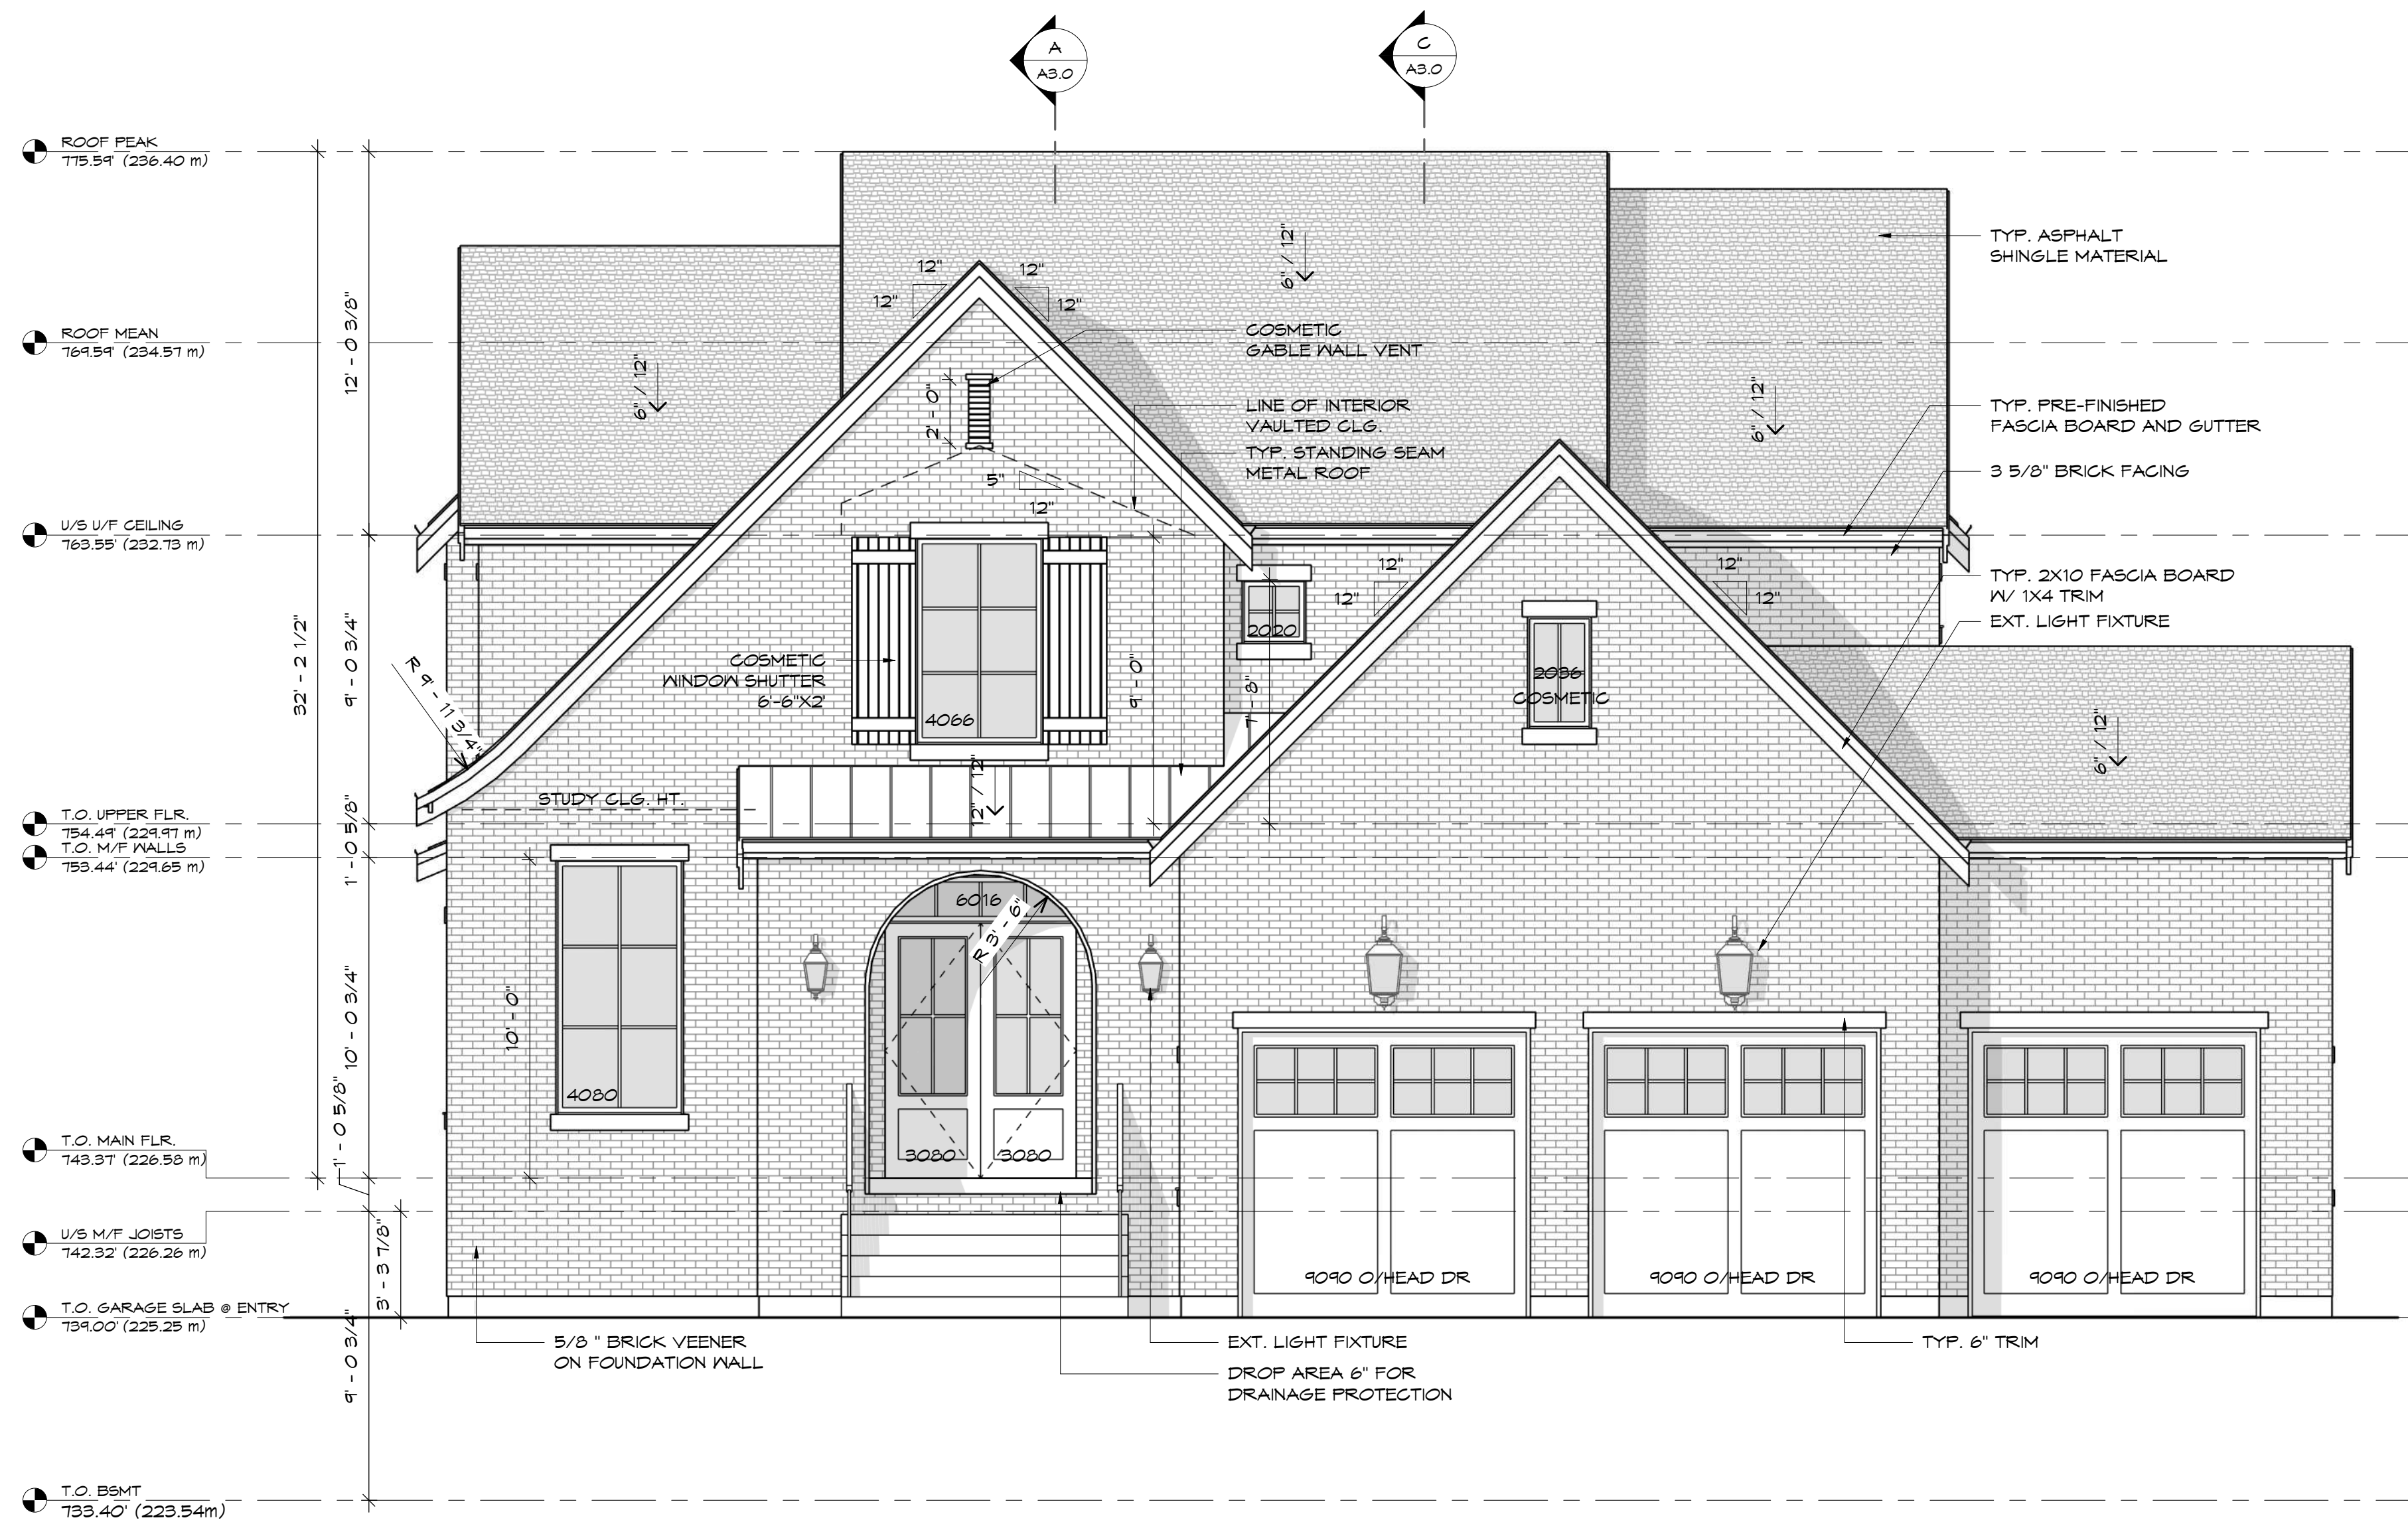 A
A3.0
C
A3.0
ROOF PEAK
775.59' (236.40 m)
ROOF MEAN
769.59' (234.57 m)
U/S U/F CEILING
763.55' (232.73 m)
T.O. UPPER FLR.
754.49' (229.97 m)
T.O. M/F WALLS
753.44' (229.65 m)
T.O. MAIN FLR.
743.37' (226.58 m)
U/S M/F JOISTS
742.32' (226.26 m)
T.O. GARAGE SLAB @ ENTRY
739.00' (225.25 m)
T.O. BSMT
733.40' (223.54m)
32' - 2 1/2"
12' - 0 3/8"
9' - 0 3/4"
1' - 0 5/8"
10' - 0 3/4"
1' - 0 5/8"
3' - 3 7/8"
9' - 0 3/4"
R 9' - 11 3/4"
6" / 12"
12"
12"
12"
12"
6" / 12"
2' - 0"
COSMETIC
GABLE WALL VENT
LINE OF INTERIOR
VAULTED CLG.
TYP. STANDING SEAM
METAL ROOF
5"
12"
6" / 12"
TYP. ASPHALT
SHINGLE MATERIAL
TYP. PRE-FINISHED
FASCIA BOARD AND GUTTER
3 5/8" BRICK FACING
TYP. 2X10 FASCIA BOARD
W/ 1X4 TRIM
EXT. LIGHT FIXTURE
12"
12"
12"
12"
2020
2036
COSMETIC
COSMETIC
WINDOW SHUTTER
6'-6"X2'
4066
9' - 0"
7' - 8"
6" / 12"
12" / 12"
STUDY CLG. HT.
6016
R 3' - 6"
10' - 0"
4080
3080
3080
9090 O/HEAD DR
9090 O/HEAD DR
9090 O/HEAD DR
5/8 " BRICK VEENER
ON FOUNDATION WALL
EXT. LIGHT FIXTURE
DROP AREA 6" FOR
DRAINAGE PROTECTION
TYP. 6" TRIM